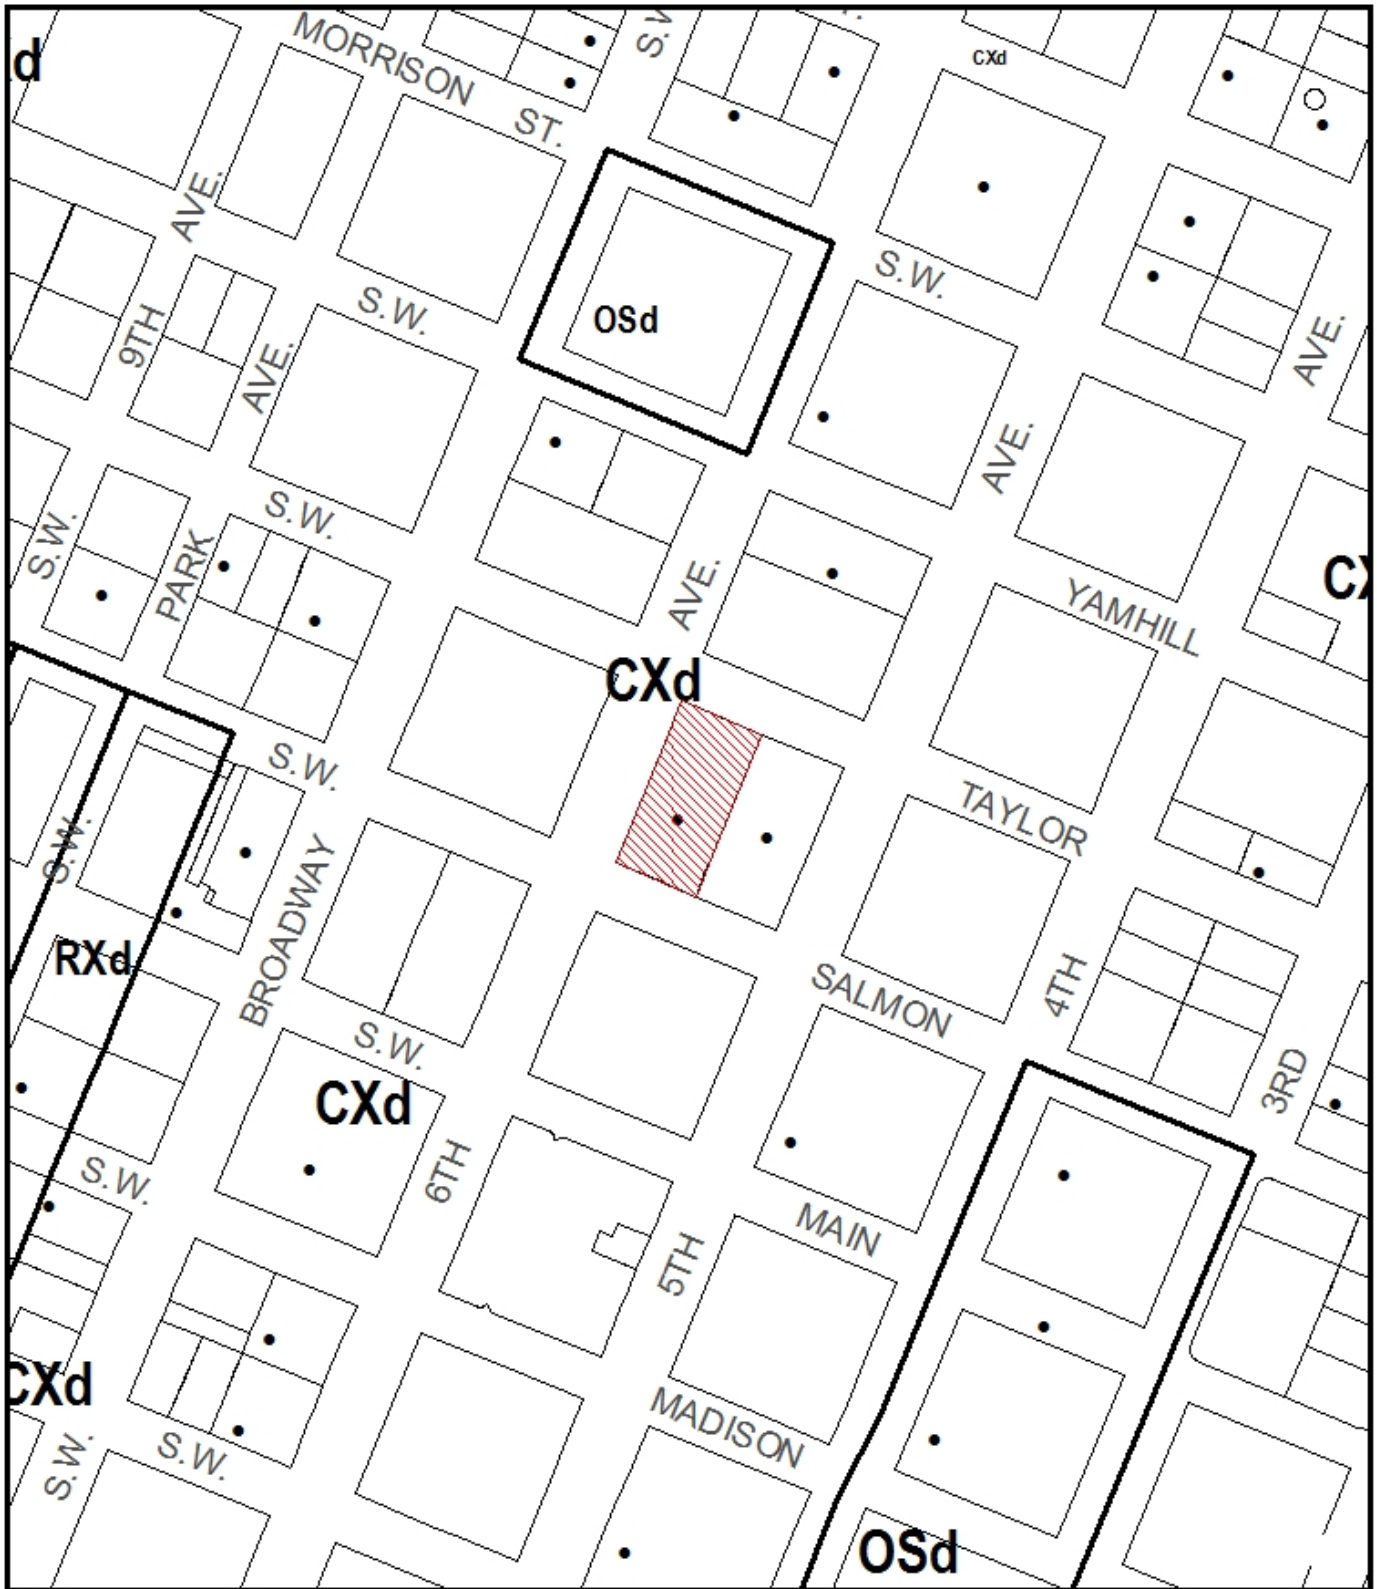 MORRISON ST.
S.W.
CXd
d
AVE.
S.W.
S.W.
OSd
9TH
AVE.
AVE.
AVE.
S.W.
S.W.
PARK
AVE.
YAMHILL
CX
CXd
S.W.
TAYLOR
S.W.
BROADWAY
RXd
SALMON
4TH
S.W.
CXd
3RD
6TH
S.W.
MAIN
5TH
CXd
MADISON
S.W.
S.W.
OSd